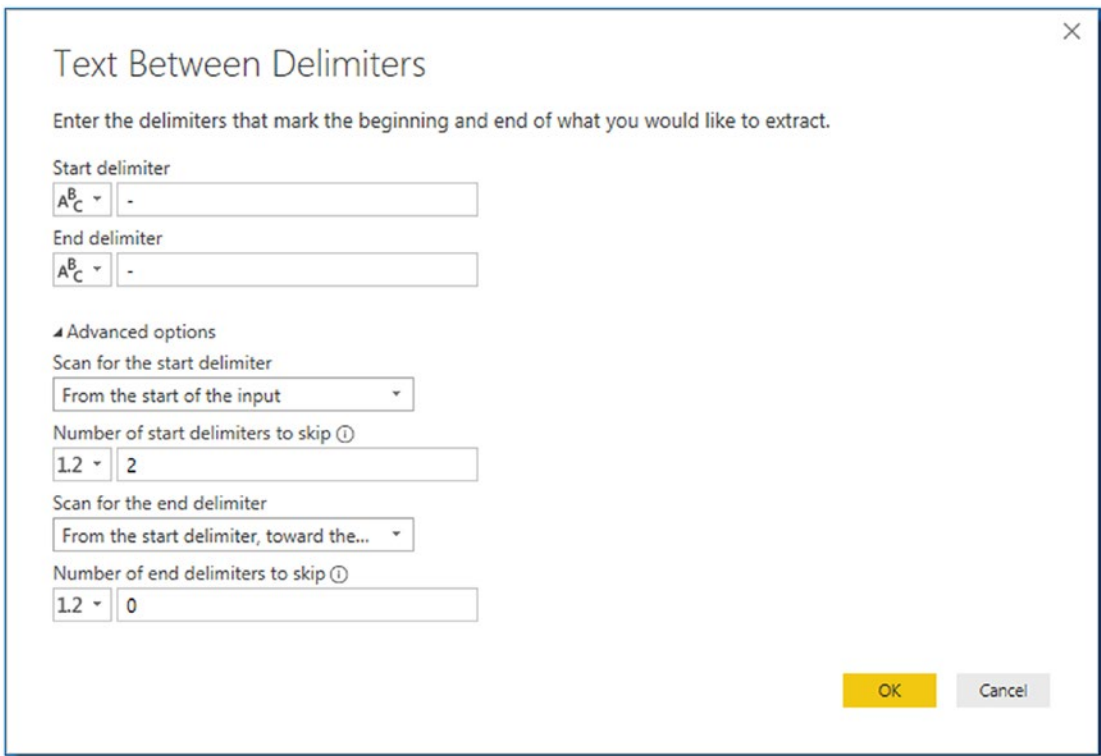 Text Between Delimiters
Enter the delimiters that mark the beginning and end of what you would like to extract.
Start delimiter
ABC -
End delimiter
ABC -
Advanced options
Scan for the start delimiter
From the start of the input
Number of start delimiters to skip
1.2 2
Scan for the end delimiter
From the start delimiter, toward the...
Number of end delimiters to skip
1.2 0
OK Cancel